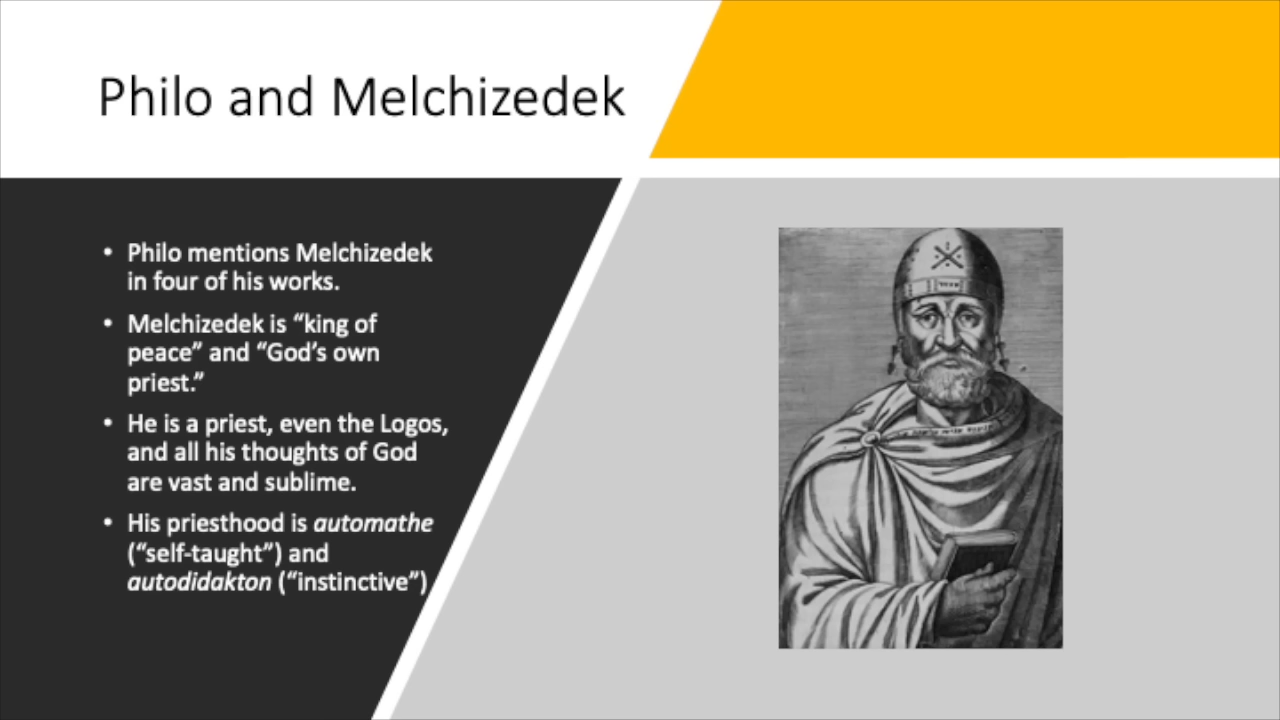 Philo and Melchizedek
• Philo mentions Melchizedek
in four of his works.
• Melchizedek is “king of
peace” and “God’s own
priest.”
• He is a priest, even the Logos,
and all his thoughts of God
are vast and sublime.
• His priesthood is automathe
(“self-taught”) and
autodidakton (“instinctive”)